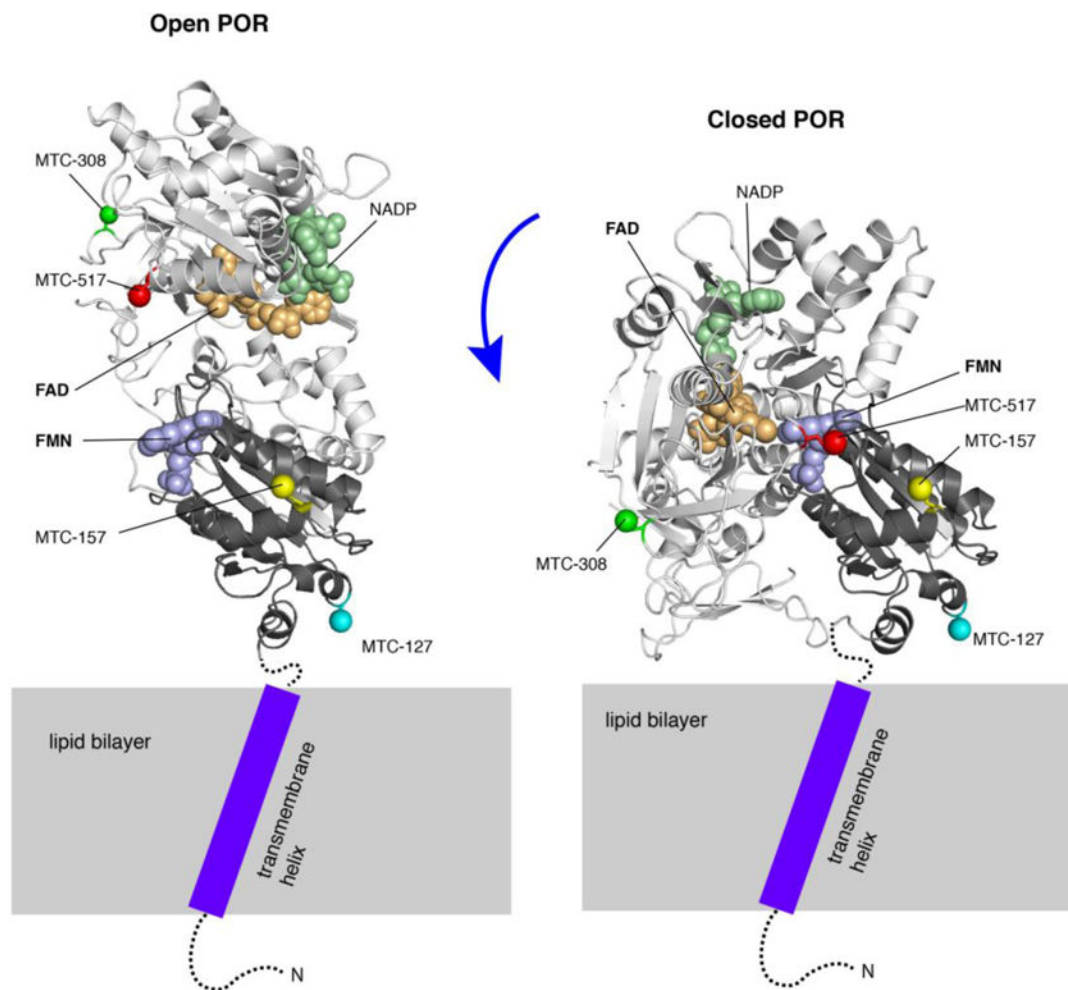 Open POR
MTC-308
NADP
MTC-517
FAD
FMN
MTC-157
MTC-127
lipid bilayer
transmembrane
helix
N
Closed POR
NADP
FAD
FMN
MTC-517
MTC-157
MTC-308
MTC-127
lipid bilayer
transmembrane
helix
N